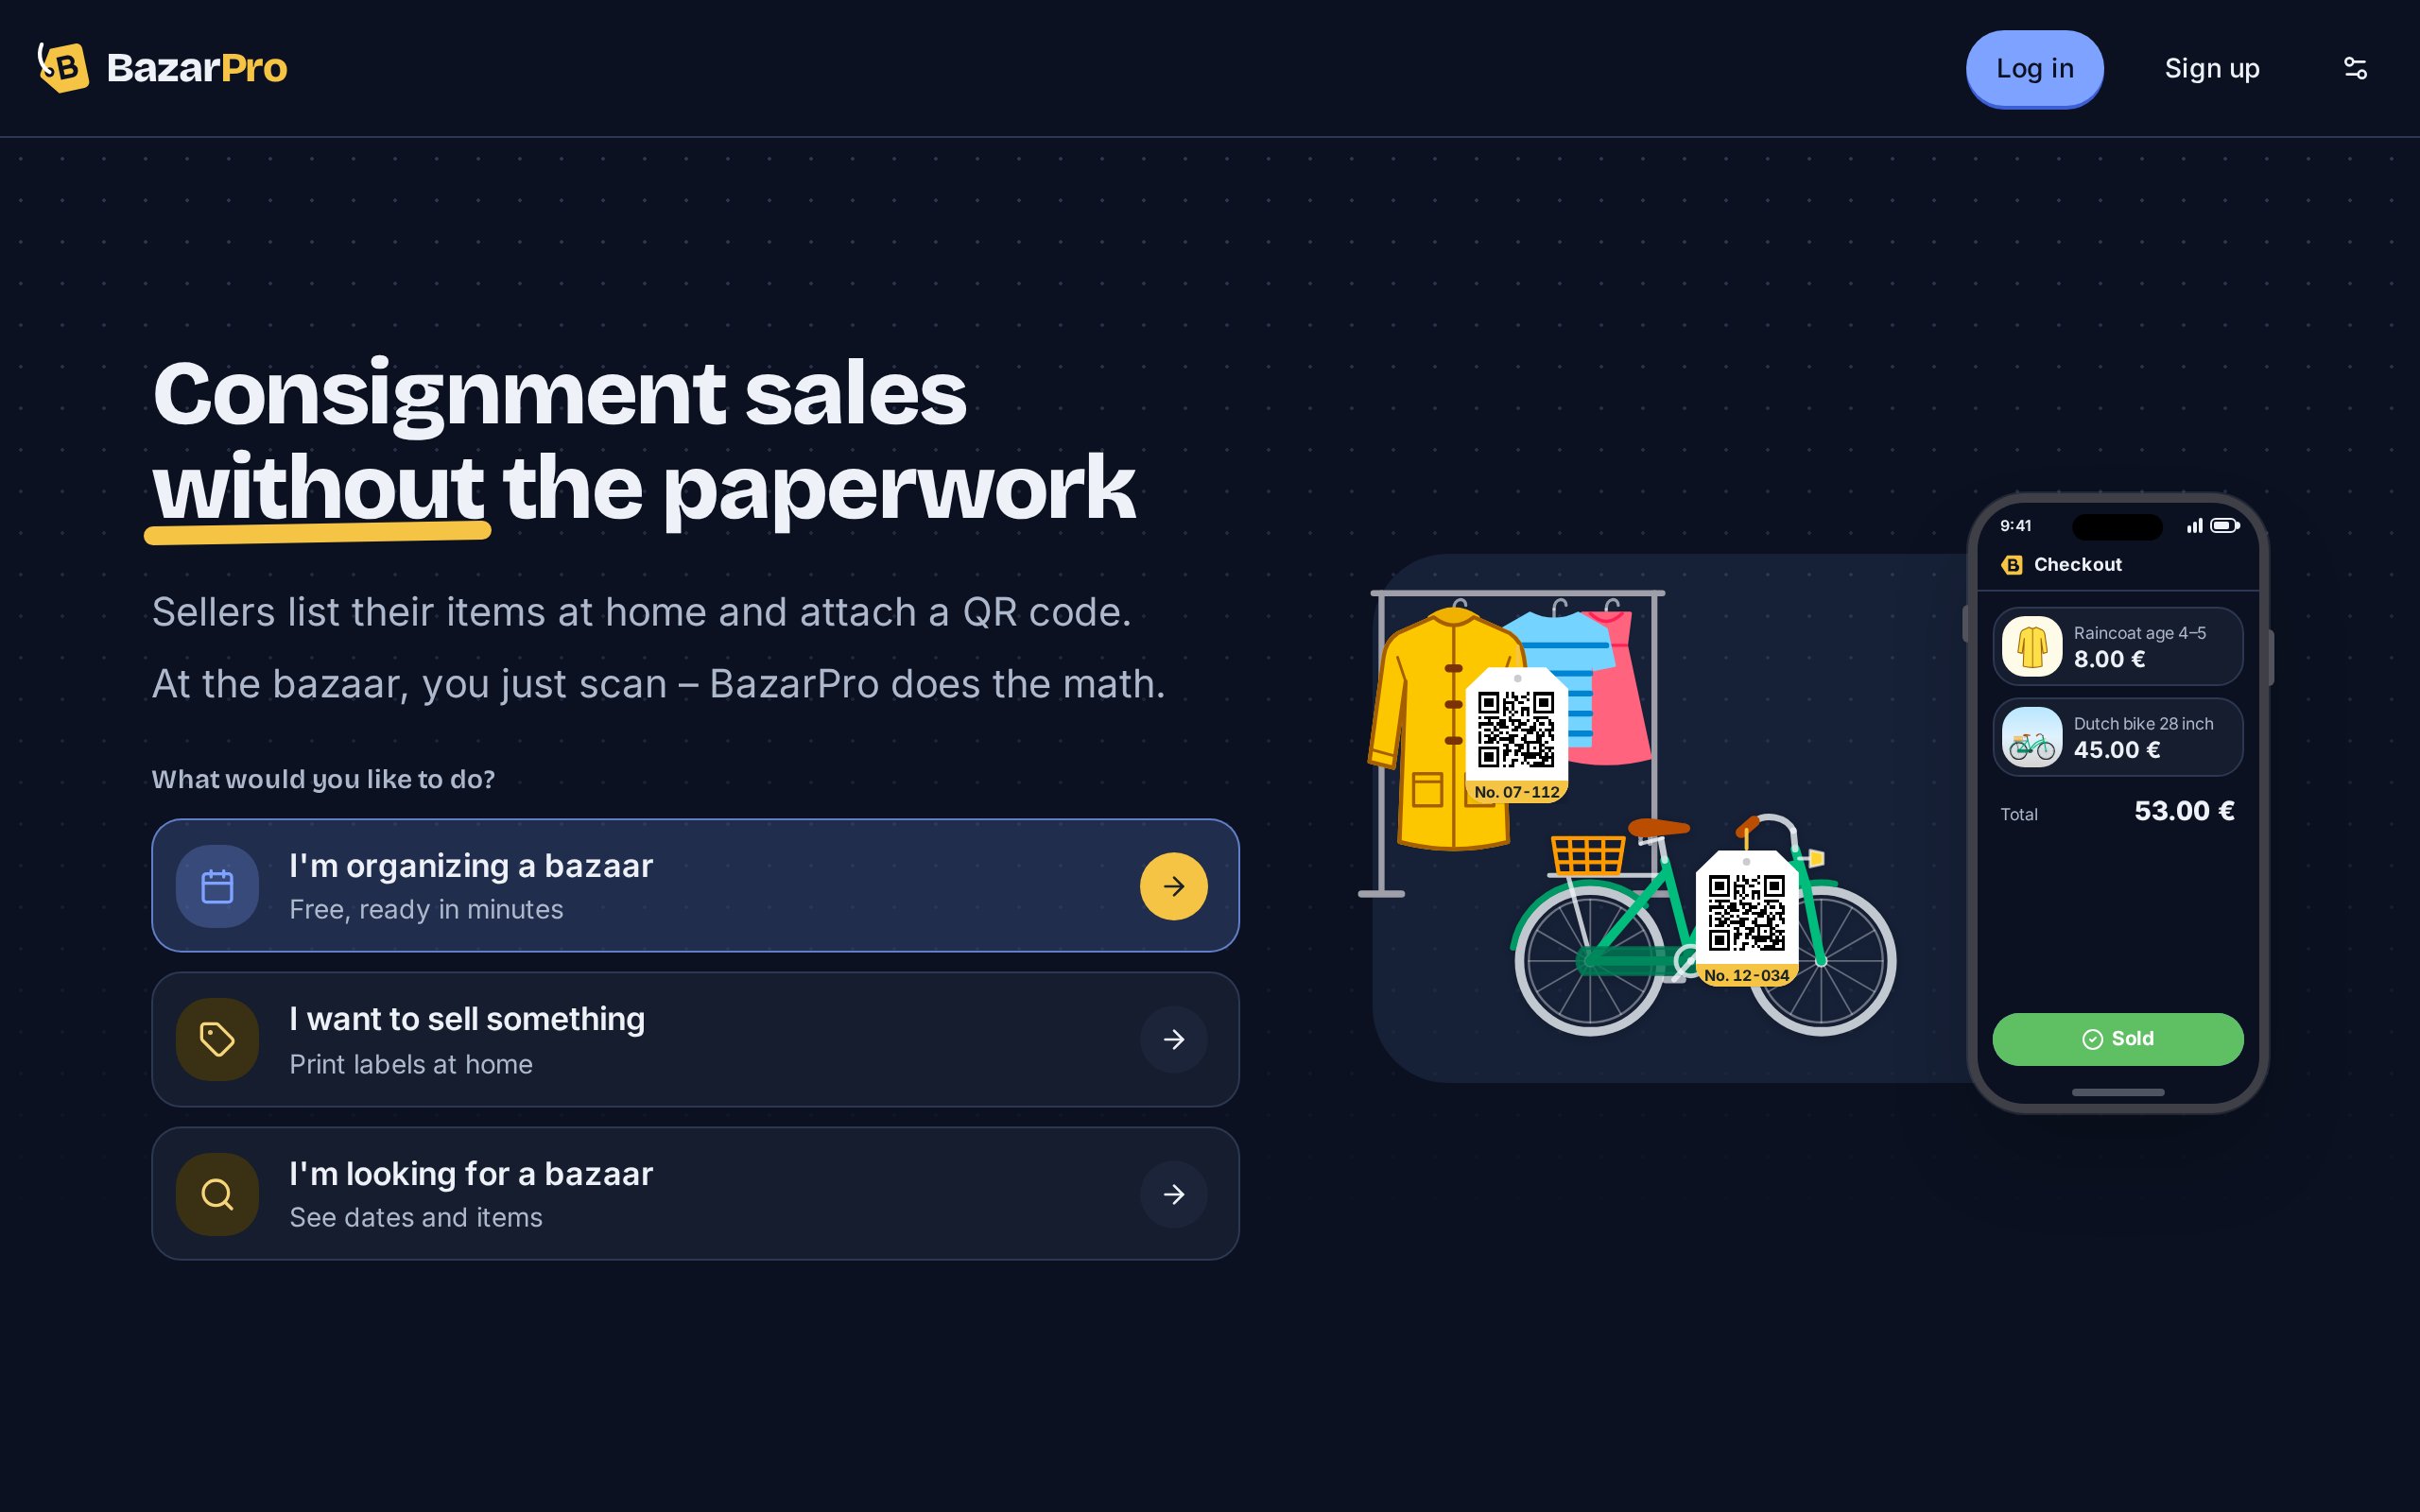 B BazarPro
Log in
Sign up
Consignment sales
without the paperwork
Sellers list their items at home and attach a QR code.
At the bazaar, you just scan – BazarPro does the math.
What would you like to do?
I'm organizing a bazaar
Free, ready in minutes
I want to sell something
Print labels at home
I'm looking for a bazaar
See dates and items
No. 07-112
No. 12-034
9:41
B Checkout
Raincoat age 4–5
8.00 €
Dutch bike 28 inch
45.00 €
Total 53.00 €
Sold